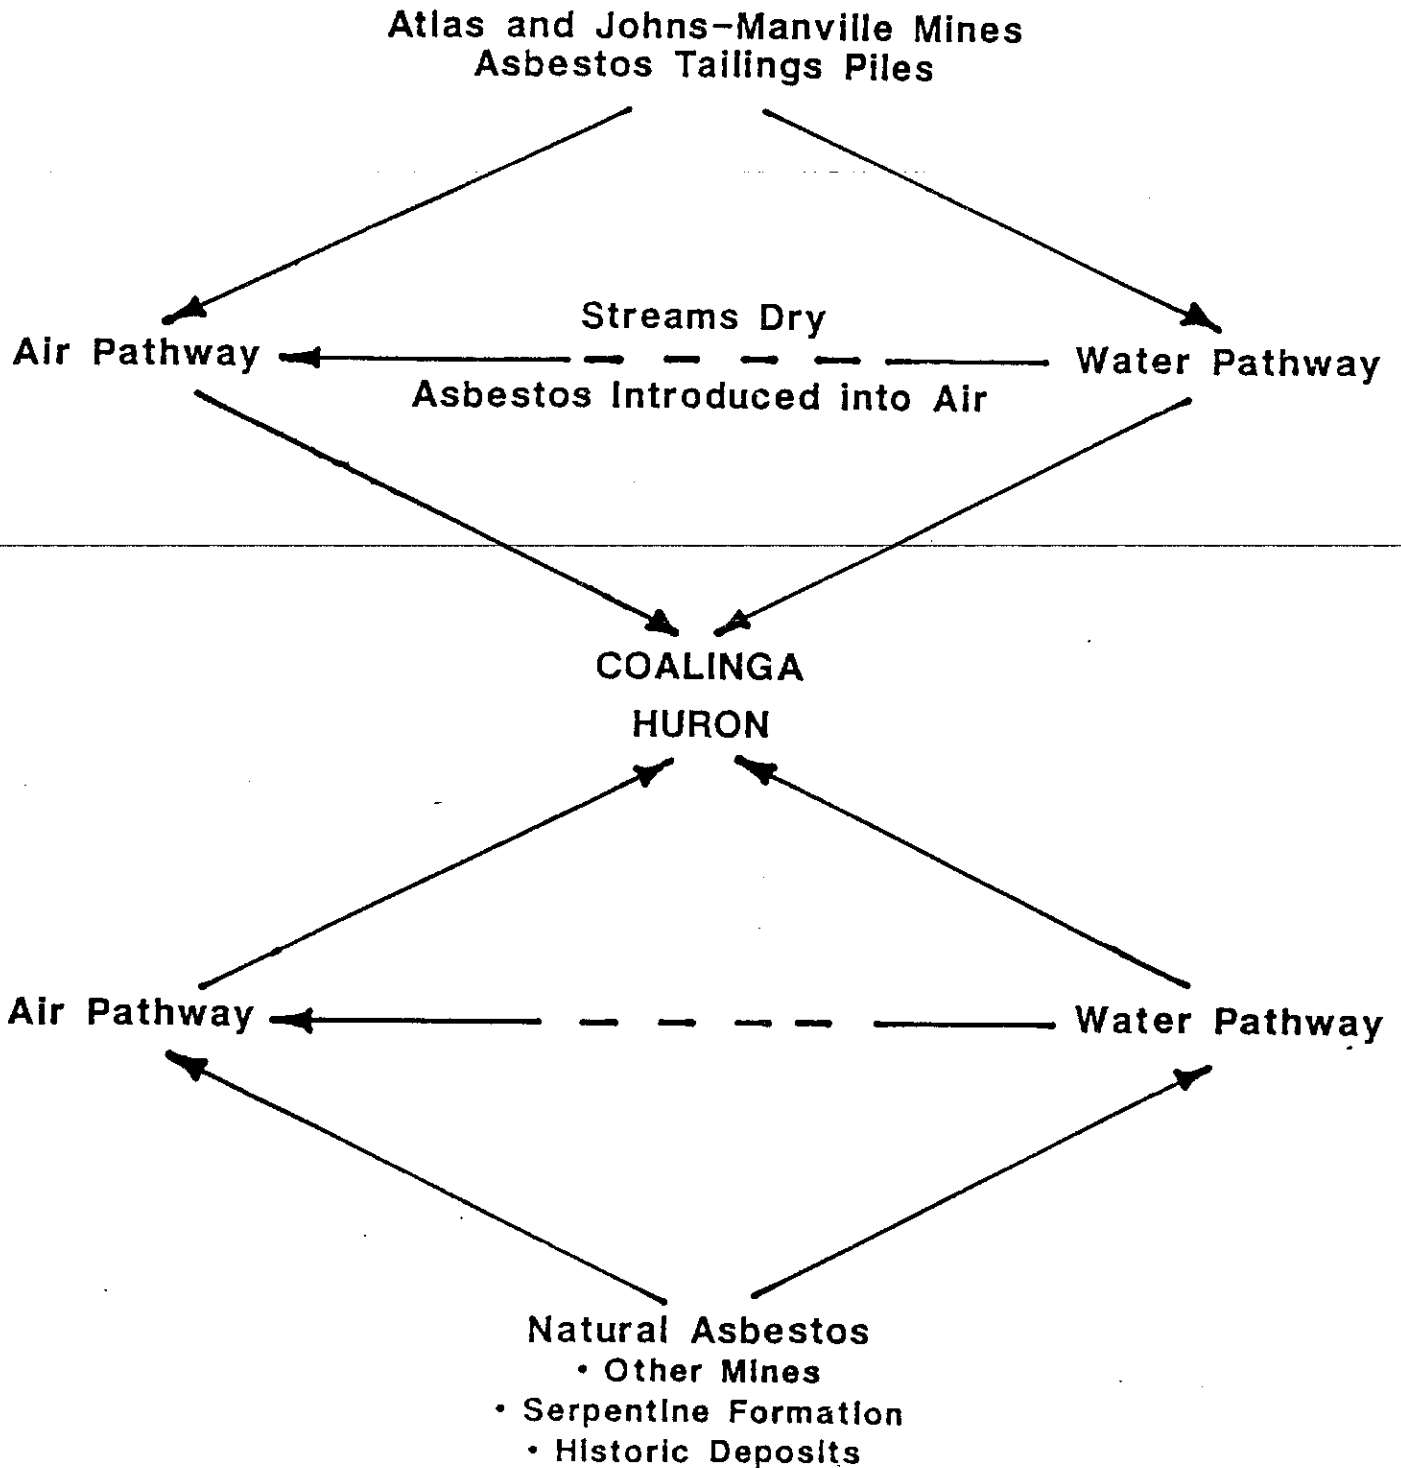 Atlas and Johns-Manville Mines
Asbestos Tailings Piles
Streams Dry
Air Pathway
Water Pathway
Asbestos Introduced into Air
COALINGA
HURON
Air Pathway
Water Pathway
Natural Asbestos
• Other Mines
• Serpentine Formation
• Historic Deposits